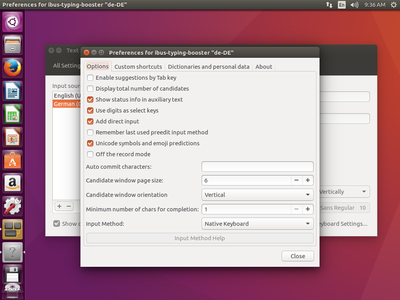 Preferences for ibus-typing-booster "de-DE"
En
9:36 AM
Text
All Settin
Preferences for ibus-typing-booster "de-DE"
Options
Custom shortcuts
Dictionaries and personal data
About
Enable suggestions by Tab key
Display total number of candidates
Show status info in auxiliary text
Use digits as select keys
Add direct input
Remember last used preedit input method
Unicode symbols and emoji predictions
Off the record mode
Auto commit characters:
Candidate window page size:
6
Candidate window orientation
Vertical
Minimum number of chars for completion:
1
Input Method:
Native Keyboard
Input Method Help
Close
Input sour
English (U
German (
Show
Vertically
Sans Regular
10
yboard Settings...